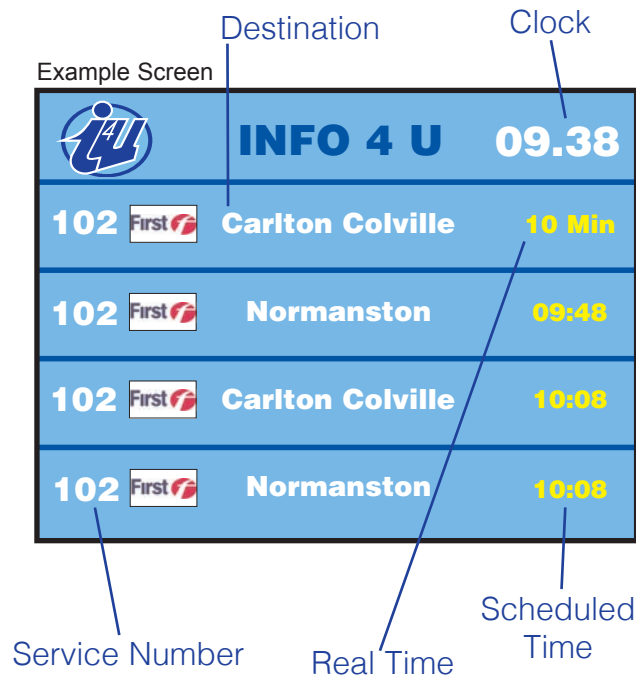 Destination
Clock
Example Screen
i4U INFO 4 U 09.38
102 First Carlton Colville 10 Min
102 First Normanston 09:48
102 First Carlton Colville 10:08
102 First Normanston 10:08
Scheduled
Time
Service Number
Real Time